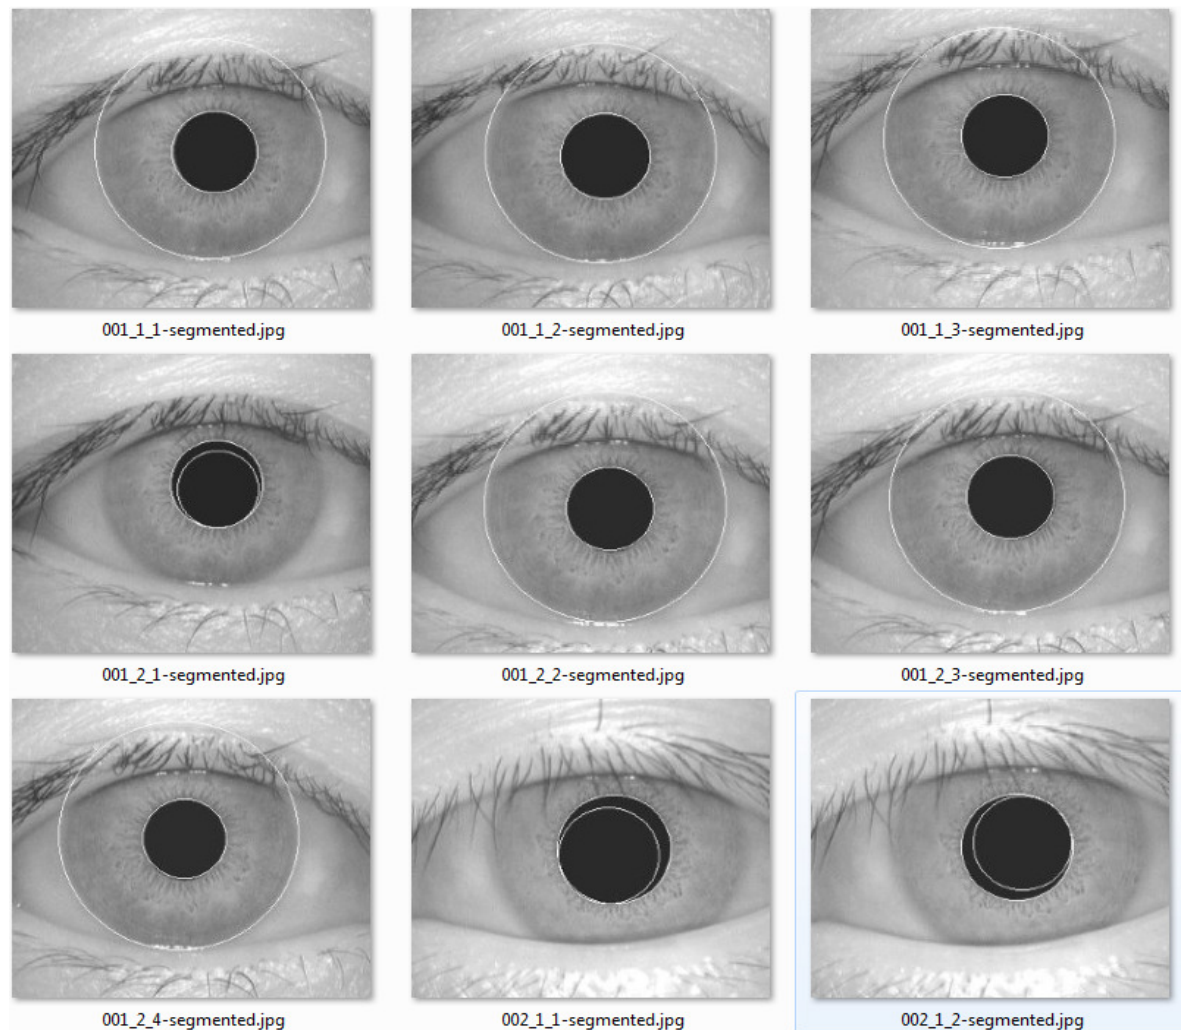 001_1_1-segmented.jpg
001_1_2-segmented.jpg
001_1_3-segmented.jpg
001_2_1-segmented.jpg
001_2_2-segmented.jpg
001_2_3-segmented.jpg
001_2_4-segmented.jpg
002_1_1-segmented.jpg
002_1_2-segmented.jpg